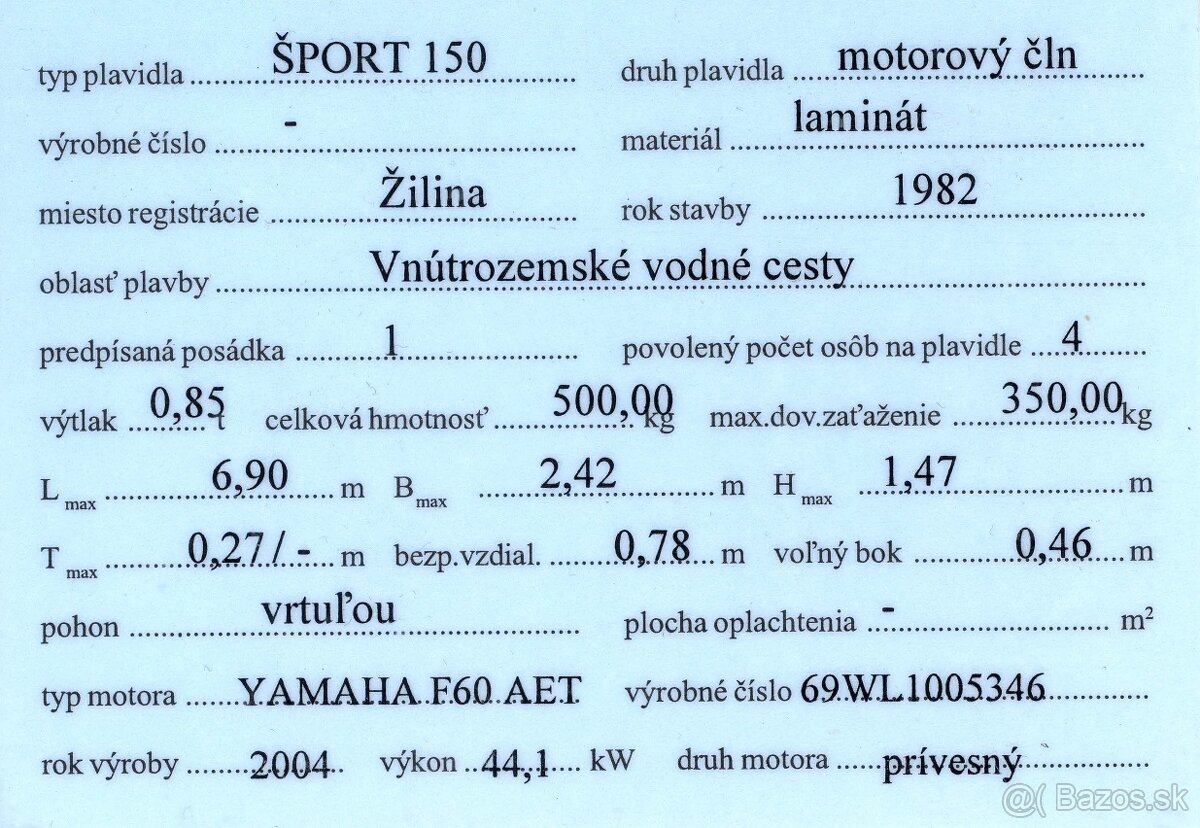 typ plavidla ŠPORT 150 druh plavidla motorový čln
výrobné číslo - materiál laminát
miesto registrácie Žilina rok stavby 1982
oblasť plavby Vnútrozemské vodné cesty
predpísaná posádka 1 povolený počet osôb na plavidle 4
výtlak 0,85 t celková hmotnosť 500,00 kg max.dov.zaťaženie 350,00 kg
L max 6,90 m B max 2,42 m H max 1,47 m
T max 0,27/ - m bezp.vzdial. 0,78 m voľný bok 0,46 m
pohon vrtuľou plocha oplachtenia - m²
typ motora YAMAHA F60 AET výrobné číslo 69WL1005346
rok výroby 2004 výkon 44,1 kW druh motora prívesný
@( Bazos.sk